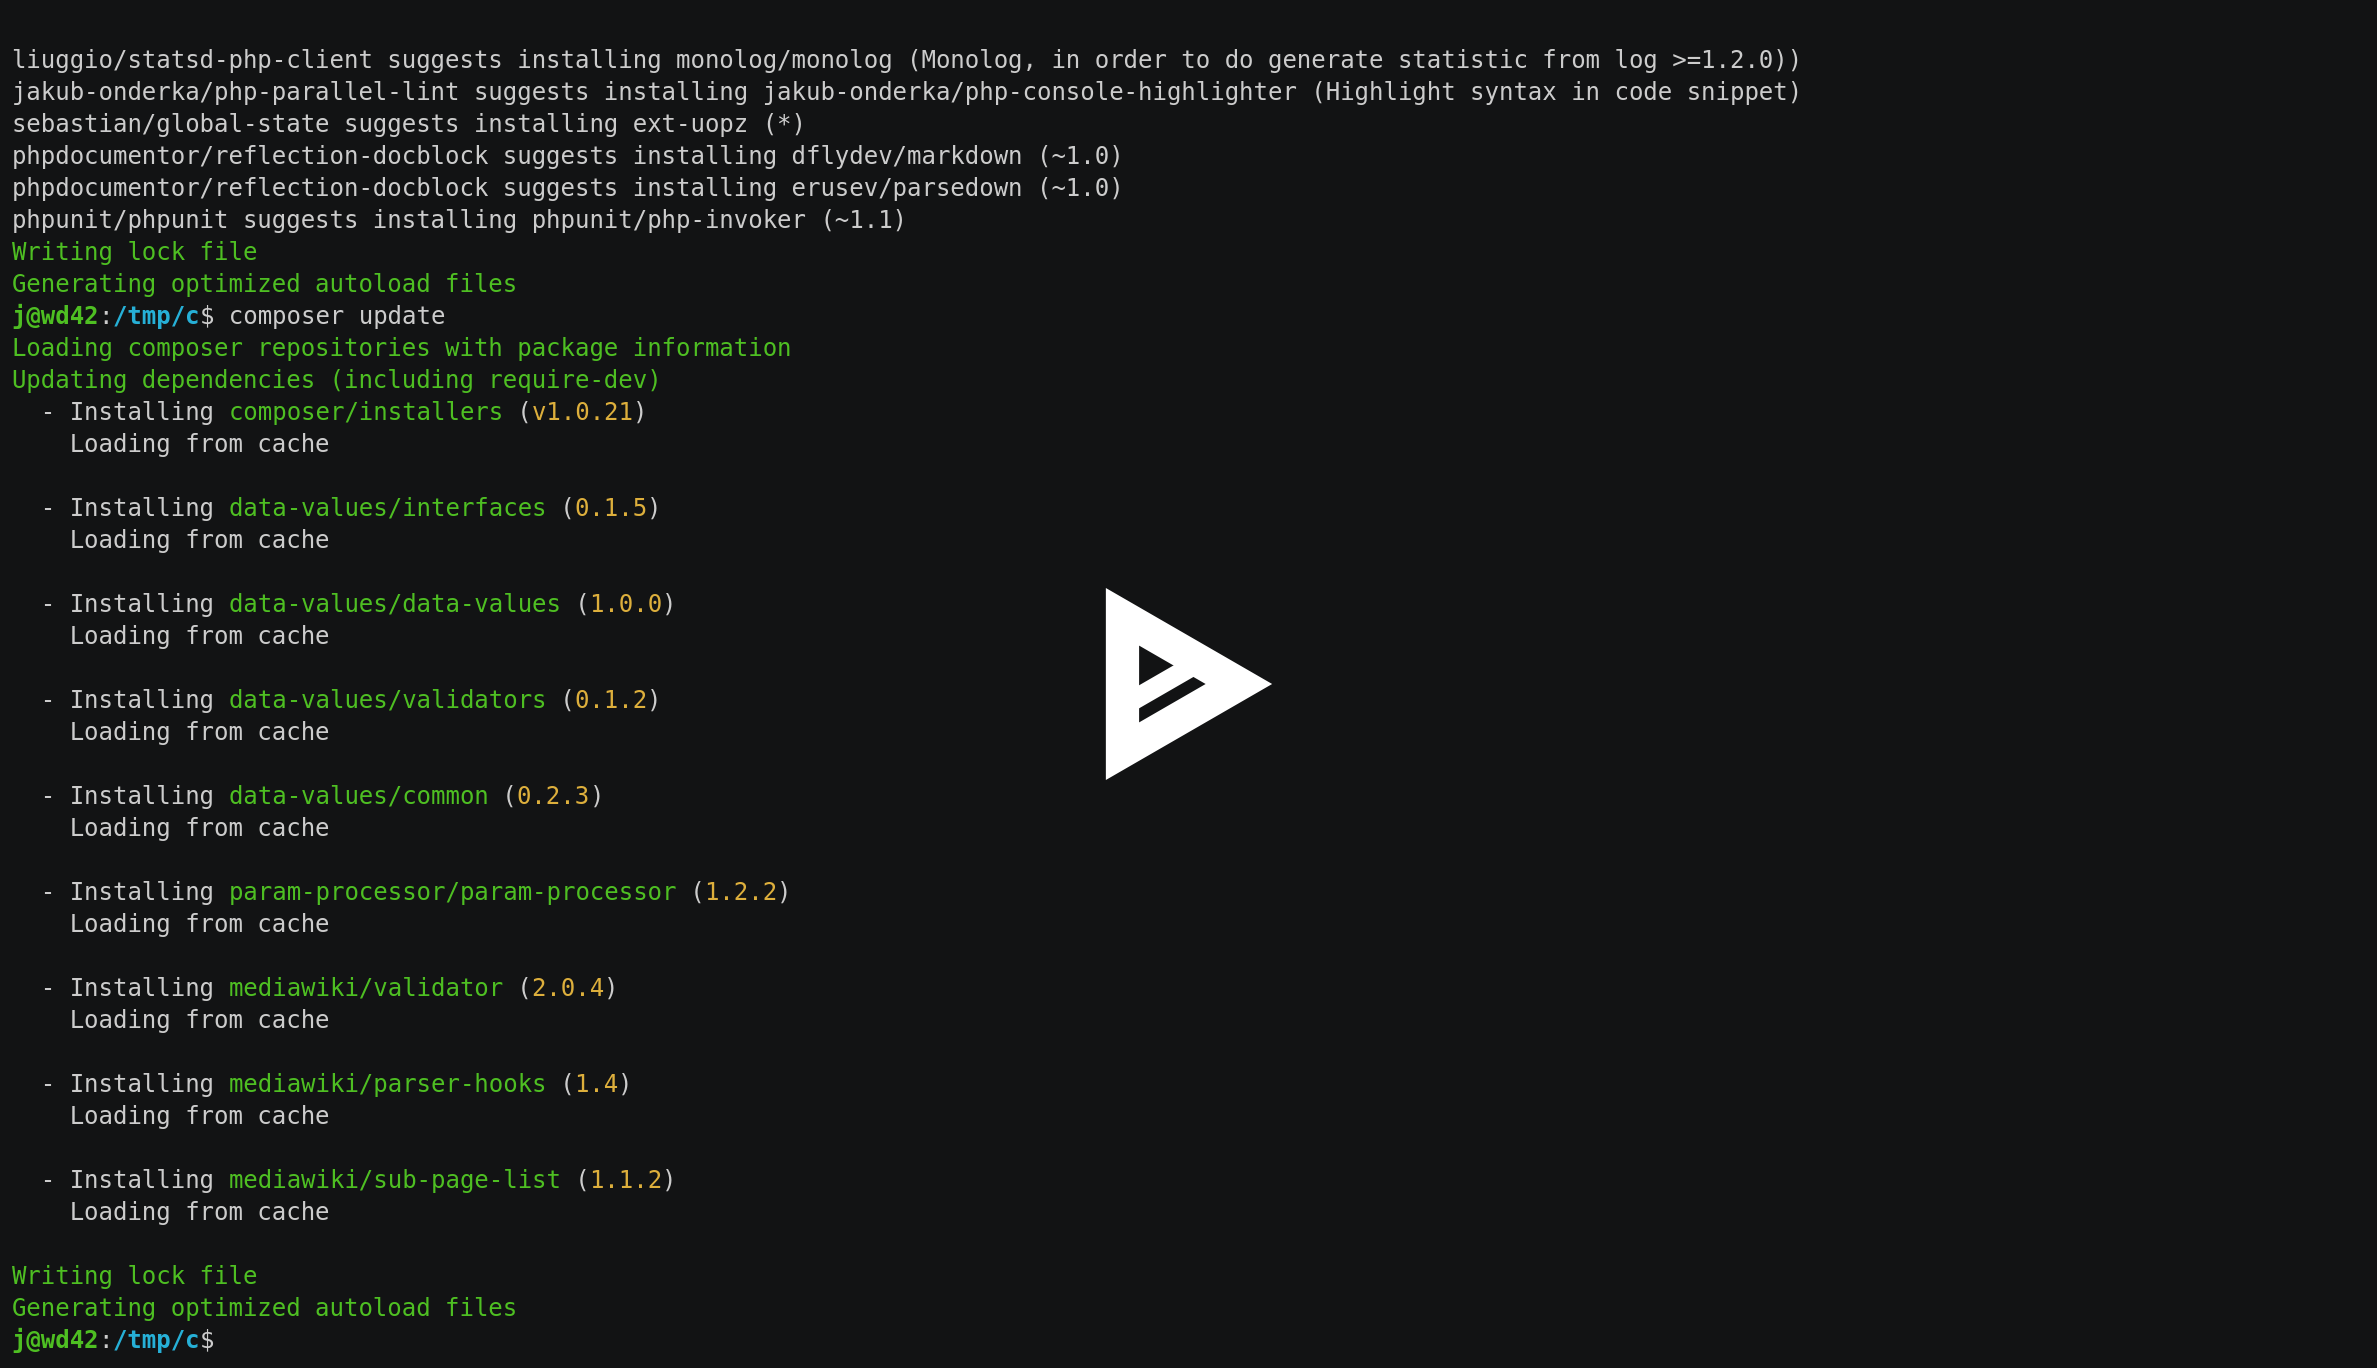 liuggio/statsd-php-client suggests installing monolog/monolog (Monolog, in order to do generate statistic from log >=1.2.0))
jakub-onderka/php-parallel-lint suggests installing jakub-onderka/php-console-highlighter (Highlight syntax in code snippet)
sebastian/global-state suggests installing ext-uopz (*)
phpdocumentor/reflection-docblock suggests installing dflydev/markdown (~1.0)
phpdocumentor/reflection-docblock suggests installing erusev/parsedown (~1.0)
phpunit/phpunit suggests installing phpunit/php-invoker (~1.1)
Writing lock file
Generating optimized autoload files
j@wd42:/tmp/c$ composer update
Loading composer repositories with package information
Updating dependencies (including require-dev)
  - Installing composer/installers (v1.0.21)
    Loading from cache

  - Installing data-values/interfaces (0.1.5)
    Loading from cache

  - Installing data-values/data-values (1.0.0)
    Loading from cache

  - Installing data-values/validators (0.1.2)
    Loading from cache

  - Installing data-values/common (0.2.3)
    Loading from cache

  - Installing param-processor/param-processor (1.2.2)
    Loading from cache

  - Installing mediawiki/validator (2.0.4)
    Loading from cache

  - Installing mediawiki/parser-hooks (1.4)
    Loading from cache

  - Installing mediawiki/sub-page-list (1.1.2)
    Loading from cache

Writing lock file
Generating optimized autoload files
j@wd42:/tmp/c$